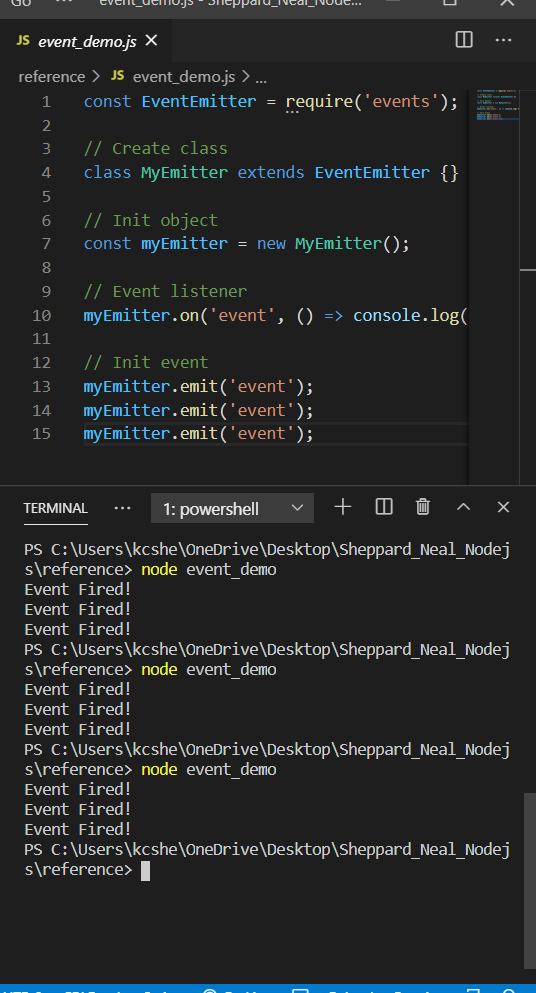 Go ... event_demo.js - Sheppard_Neal_Node...
JS event_demo.js
reference > JS event_demo.js > ...
1 const EventEmitter = require('events');
2
3 // Create class
4 class MyEmitter extends EventEmitter {}
5
6 // Init object
7 const myEmitter = new MyEmitter();
8
9 // Event listener
10 myEmitter.on('event', () => console.log(
11
12 // Init event
13 myEmitter.emit('event');
14 myEmitter.emit('event');
15 myEmitter.emit('event');
TERMINAL ... 1: powershell
PS C:\Users\kcshe\OneDrive\Desktop\Sheppard_Neal_Nodej
s\reference> node event_demo
Event Fired!
Event Fired!
Event Fired!
PS C:\Users\kcshe\OneDrive\Desktop\Sheppard_Neal_Nodej
s\reference> node event_demo
Event Fired!
Event Fired!
Event Fired!
PS C:\Users\kcshe\OneDrive\Desktop\Sheppard_Neal_Nodej
s\reference> node event_demo
Event Fired!
Event Fired!
Event Fired!
PS C:\Users\kcshe\OneDrive\Desktop\Sheppard_Neal_Nodej
s\reference>